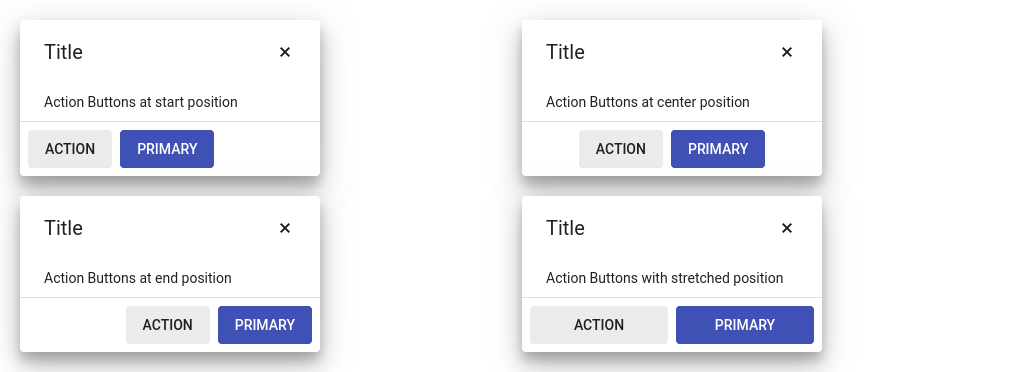 Title ×
Action Buttons at start position
ACTION PRIMARY
Title ×
Action Buttons at center position
ACTION PRIMARY
Title ×
Action Buttons at end position
ACTION PRIMARY
Title ×
Action Buttons with stretched position
ACTION PRIMARY